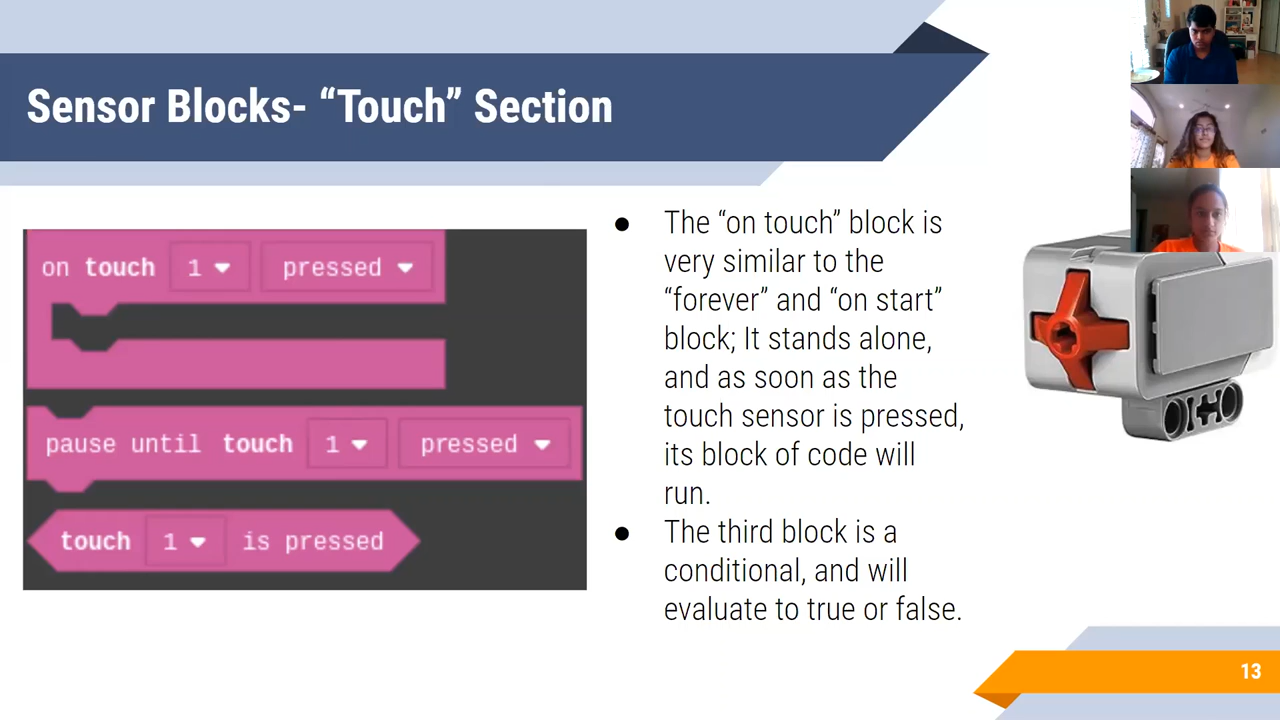 Sensor Blocks- “Touch” Section
on touch 1 pressed
pause until touch 1 pressed
touch 1 is pressed
● The “on touch” block is
very similar to the
“forever” and “on start”
block; It stands alone,
and as soon as the
touch sensor is pressed,
its block of code will
run.
● The third block is a
conditional, and will
evaluate to true or false.
13